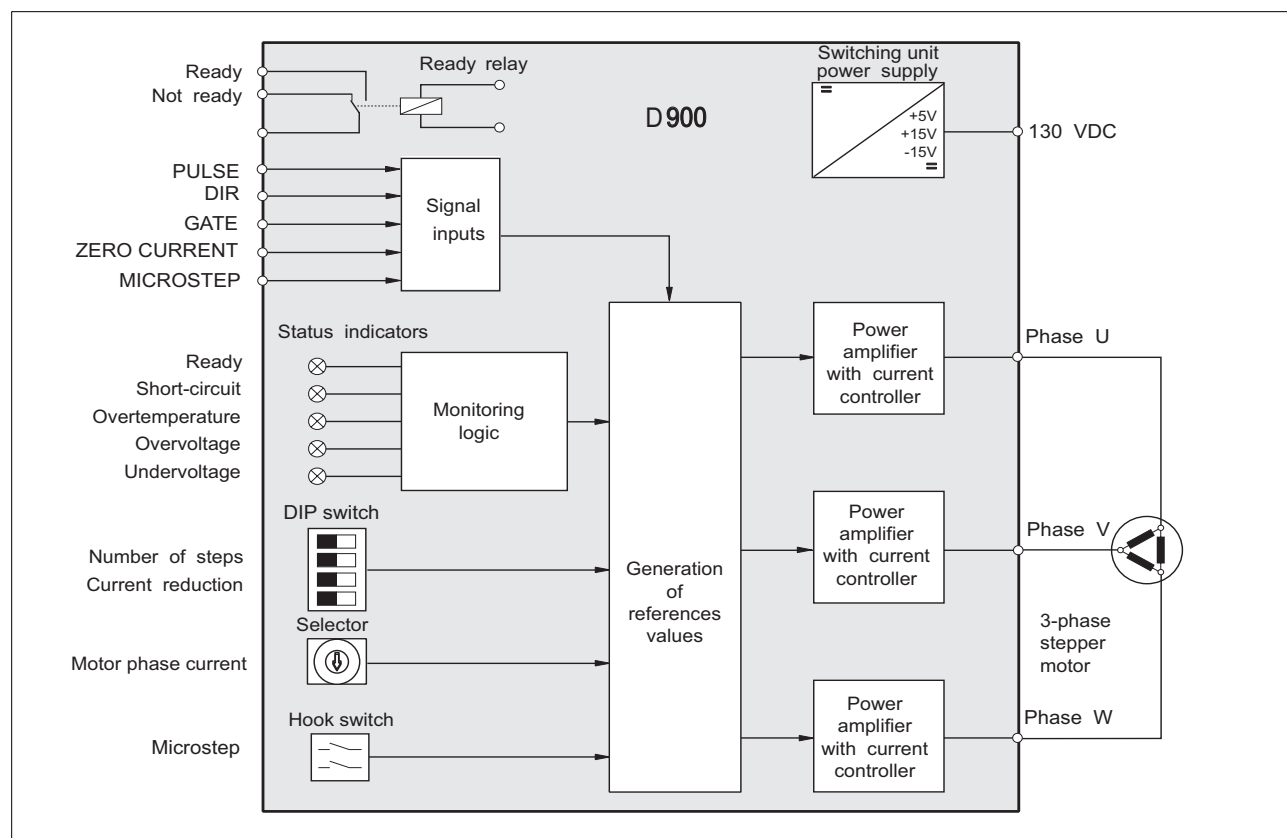 Ready
Not ready
Ready relay
D900
Switching unit
power supply
+5V
+15V
-15V
130 VDC
PULSE
DIR
GATE
ZERO CURRENT
MICROSTEP
Signal
inputs
Status indicators
Ready
Short-circuit
Overtemperature
Overvoltage
Undervoltage
Monitoring
logic
DIP switch
Number of steps
Current reduction
Selector
Motor phase current
Hook switch
Microstep
Generation
of
references
values
Power
amplifier
with current
controller
Phase U
Power
amplifier
with current
controller
Phase V
3-phase
stepper
motor
Power
amplifier
with current
controller
Phase W